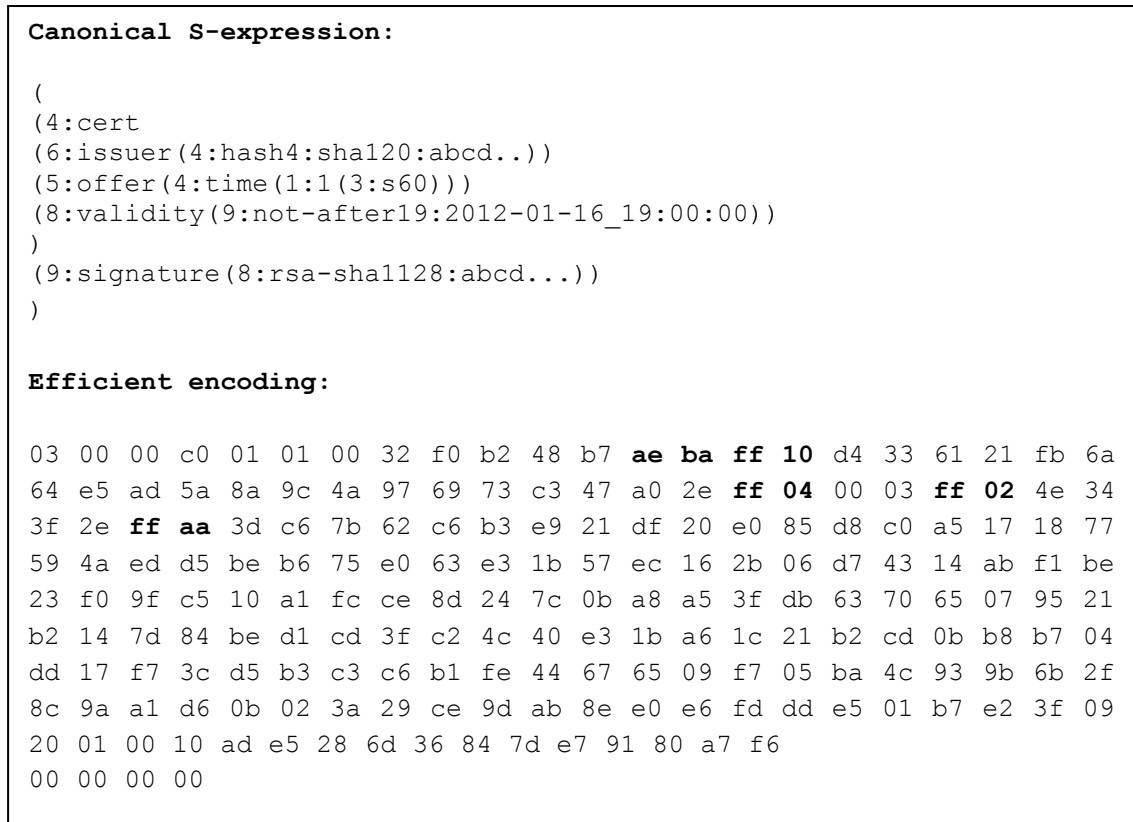 Canonical S-expression:
(
(4:cert
(6:issuer(4:hash4:sha120:abcd..))
(5:offer(4:time(1:1(3:s60)))
(8:validity(9:not-after19:2012-01-16_19:00:00))
)
(9:signature(8:rsa-sha1128:abcd...))
)
Efficient encoding:
03 00 00 c0 01 01 00 32 f0 b2 48 b7 ae ba ff 10 d4 33 61 21 fb 6a
64 e5 ad 5a 8a 9c 4a 97 69 73 c3 47 a0 2e ff 04 00 03 ff 02 4e 34
3f 2e ff aa 3d c6 7b 62 c6 b3 e9 21 df 20 e0 85 d8 c0 a5 17 18 77
59 4a ed d5 be b6 75 e0 63 e3 1b 57 ec 16 2b 06 d7 43 14 ab f1 be
23 f0 9f c5 10 a1 fc ce 8d 24 7c 0b a8 a5 3f db 63 70 65 07 95 21
b2 14 7d 84 be d1 cd 3f c2 4c 40 e3 1b a6 1c 21 b2 cd 0b b8 b7 04
dd 17 f7 3c d5 b3 c3 c6 b1 fe 44 67 65 09 f7 05 ba 4c 93 9b 6b 2f
8c 9a a1 d6 0b 02 3a 29 ce 9d ab 8e e0 e6 fd dd e5 01 b7 e2 3f 09
20 01 00 10 ad e5 28 6d 36 84 7d e7 91 80 a7 f6
00 00 00 00